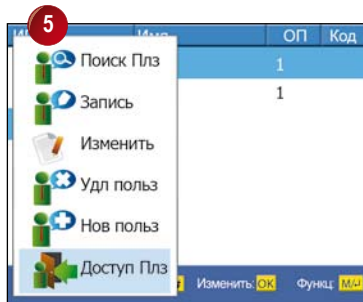 5
Имя ОП Код
Поиск Плз
1
Запись
1
Изменить
Удл польз
Нов польз
Доступ Плз
Изменить: OK Функц: M/